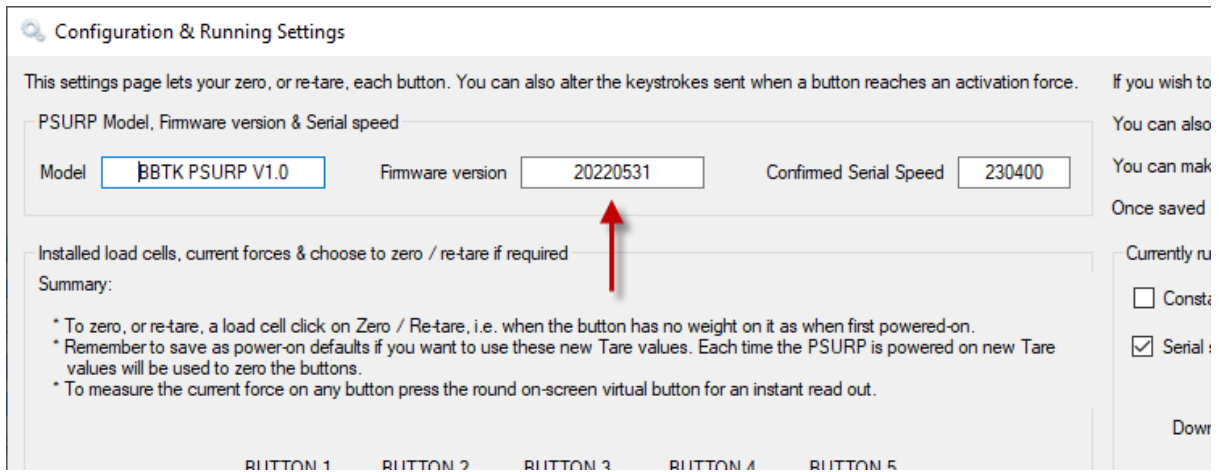 Configuration & Running Settings
This settings page lets your zero, or re-tare, each button. You can also alter the keystrokes sent when a button reaches an activation force.
PSURP Model, Firmware version & Serial speed
Model BBTK PSURP V1.0 Firmware version 20220531 Confirmed Serial Speed 230400
Installed load cells, current forces & choose to zero / re-tare if required
Summary:
* To zero, or re-tare, a load cell click on Zero / Re-tare, i.e. when the button has no weight on it as when first powered-on.
* Remember to save as power-on defaults if you want to use these new Tare values. Each time the PSURP is powered on new Tare
values will be used to zero the buttons.
* To measure the current force on any button press the round on-screen virtual button for an instant read out.
BUTTON 1 BUTTON 2 BUTTON 3 BUTTON 4 BUTTON 5
If you wish to
You can also
You can mak
Once saved
Currently ru
Consta
Serial s
Down